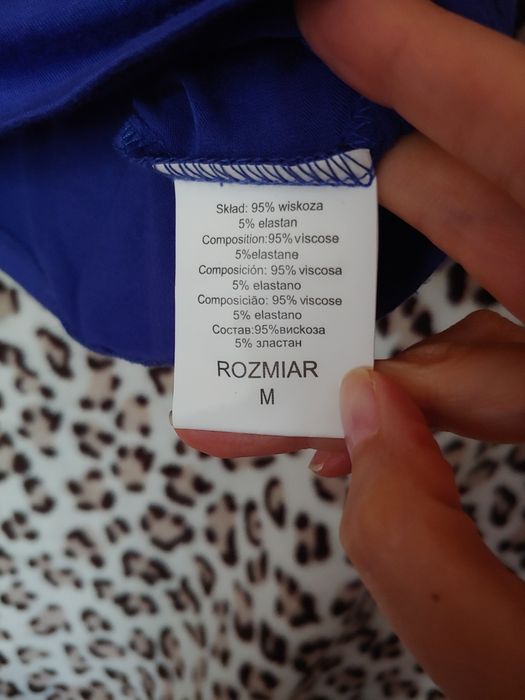 Skład: 95% wiskoza
5% elastan
Composition:95% viscose
5%elastane
Composición: 95% viscosa
5% elastano
Composicião: 95% viscose
5% elastano
Состав:95%вискоза
5% зластан
ROZMIAR
M